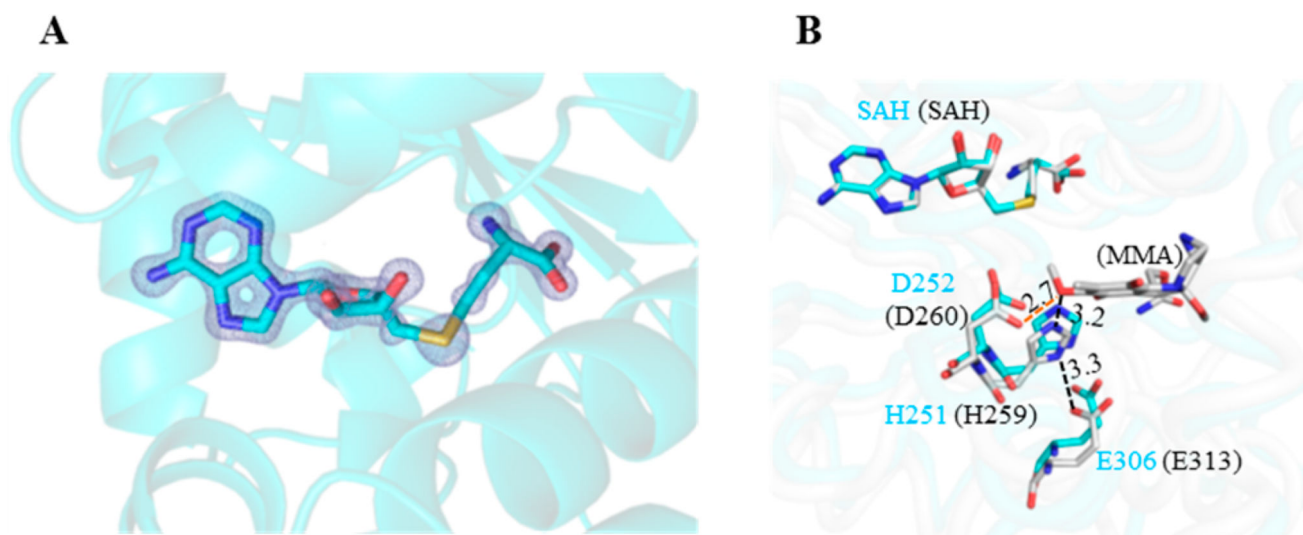 A
B
SAH (SAH)
(MMA)
D252
(D260)
2.7
3.2
3.3
H251 (H259)
E306 (E313)